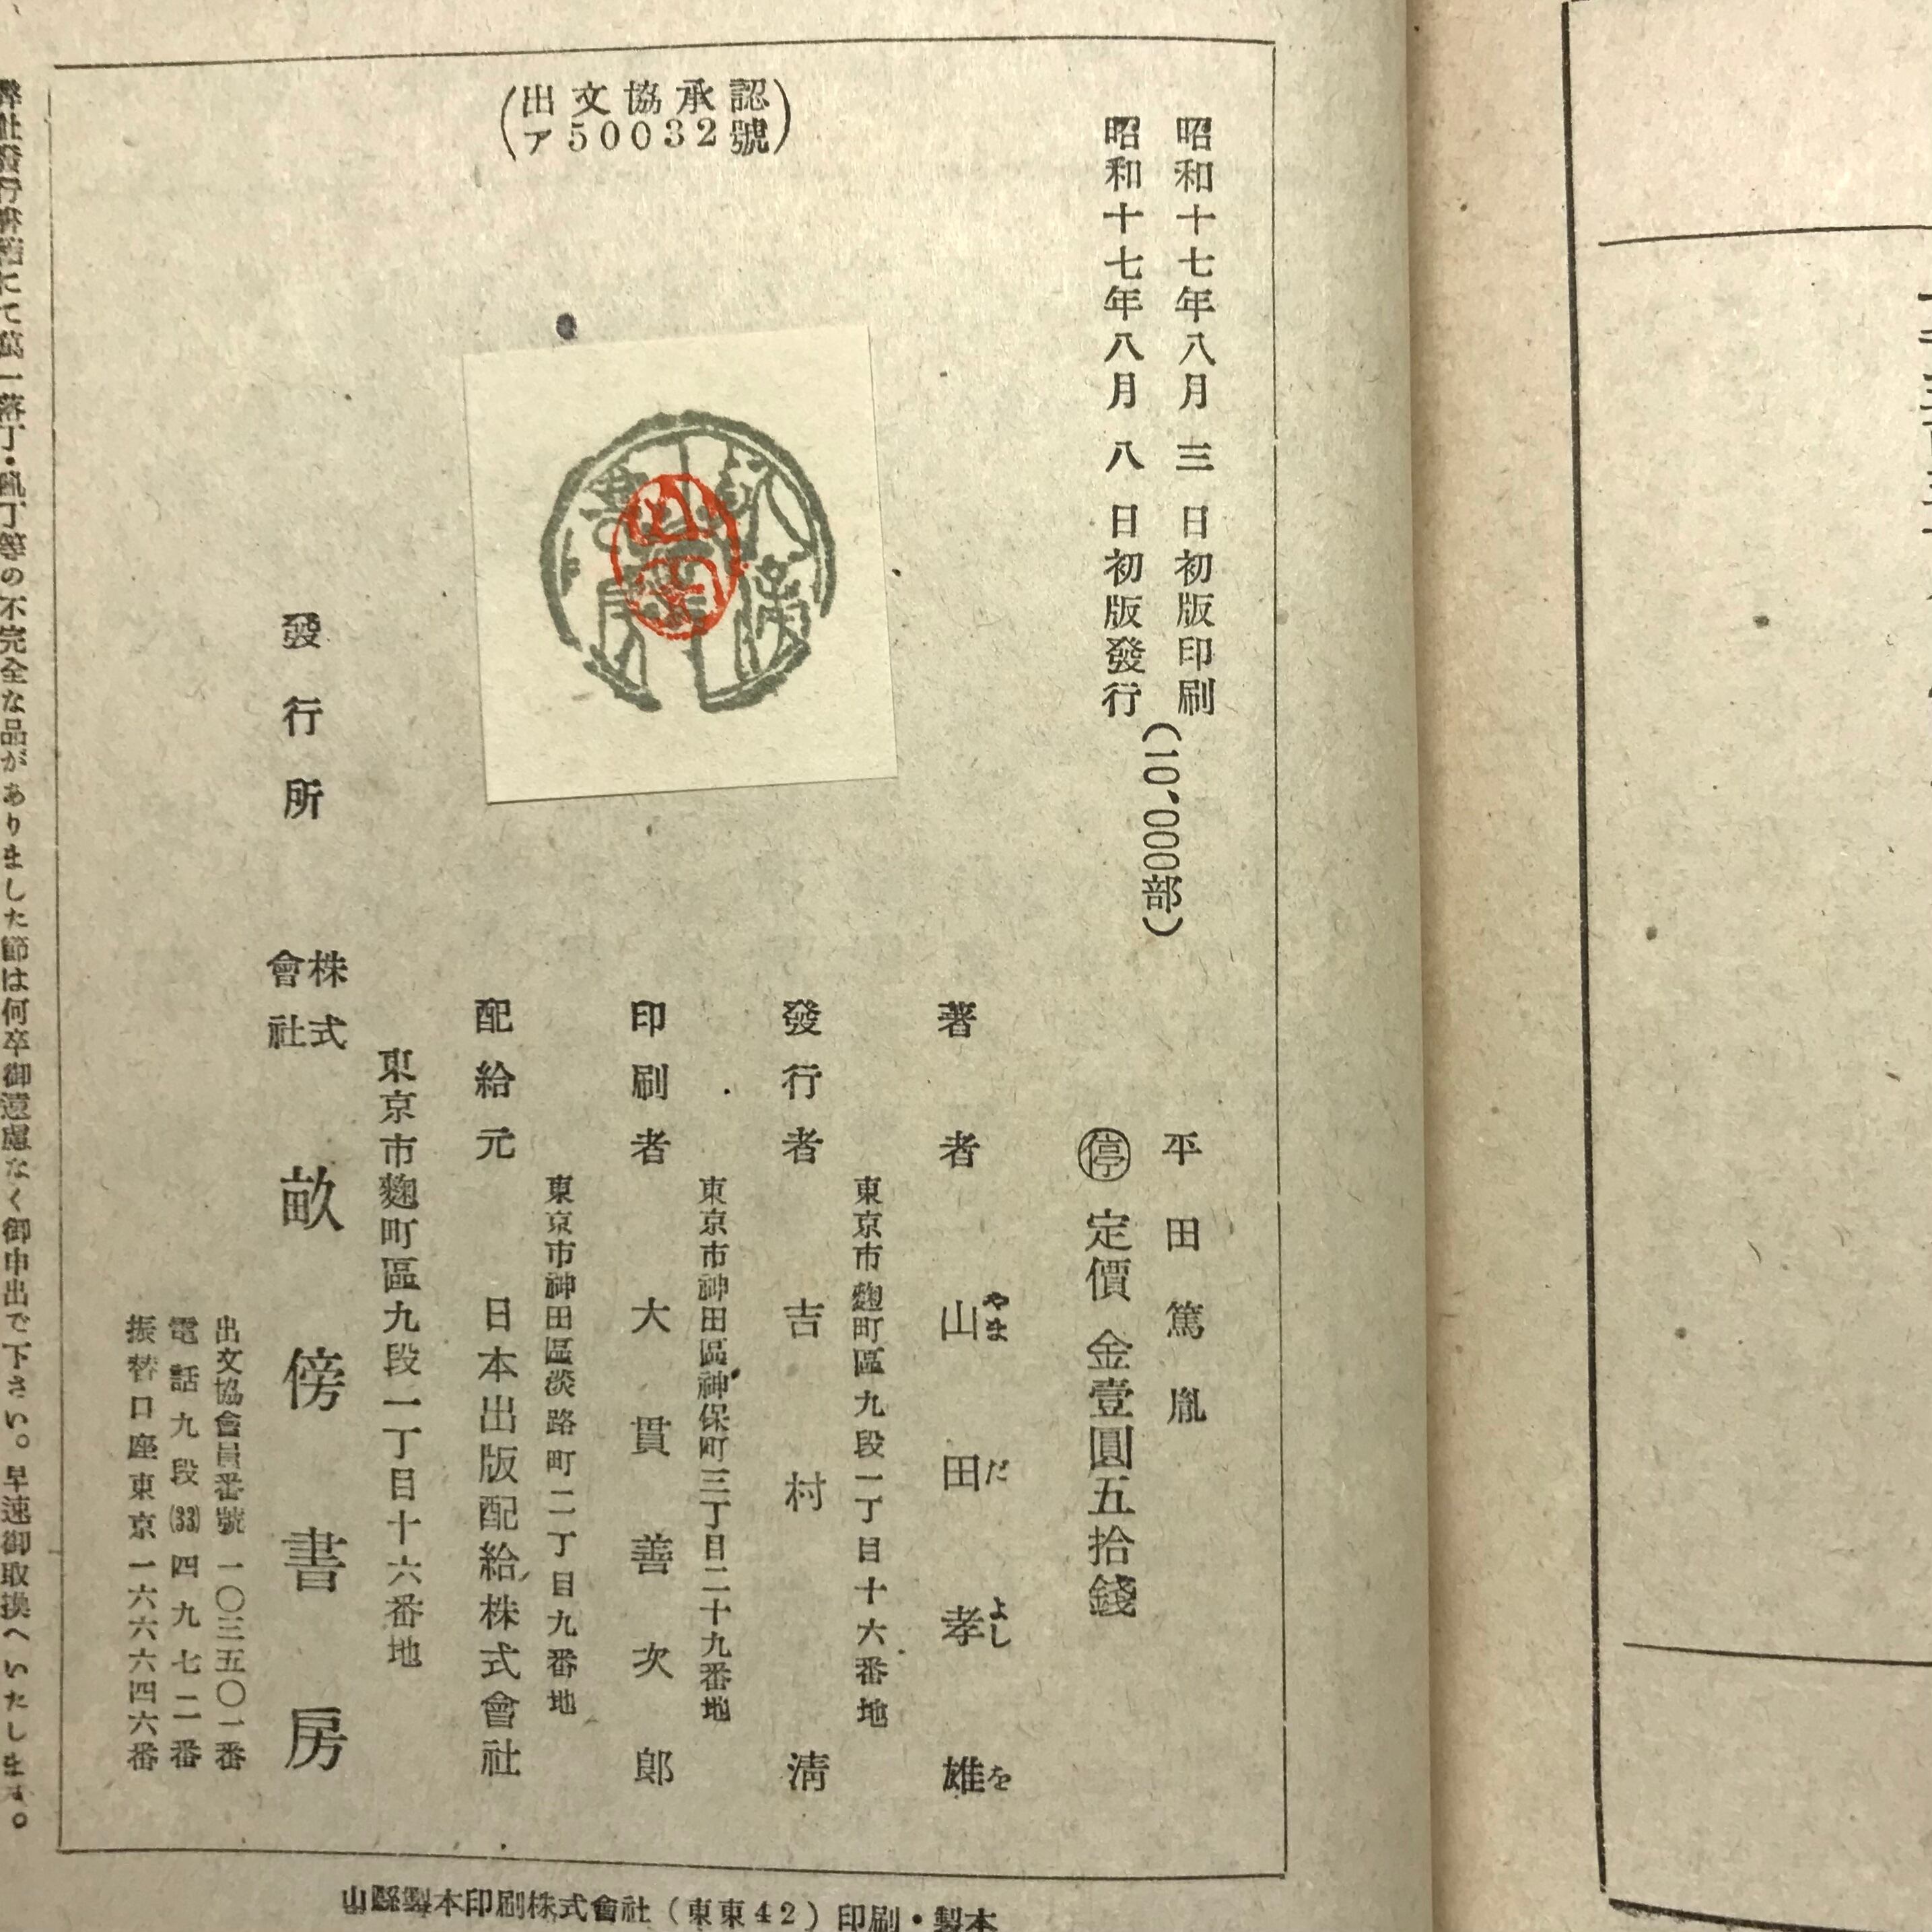 昭和十七年八月三日初版印刷
昭和十七年八月八日初版發行
(10、000部)
(出文協承認
ア50032號)
平田篤胤
停 定價 金壹圓五拾錢
著者 山田孝雄
やまだよしを
東京市麴町區九段一丁目十六番地
發行者 吉村清
東京市神田區神保町三丁目二十九番地
印刷者 大貫善次郎
東京市神田區淡路町二丁目九番地
配給元 日本出版配給株式會社
東京市麴町區九段一丁目十六番地
發行所 株式會社 畝傍書房
出文協會員番號 一〇三五〇一番
電話九段(33)四九七二番
振替口座東京一六六六四六番
弊社發行書籍にて萬一落丁・亂丁等の不完全な品がありました節は何卒御遠慮なく御申出で下さい。早速御取換へいたします。
山縣製本印刷株式會社(東東42)印刷・製本